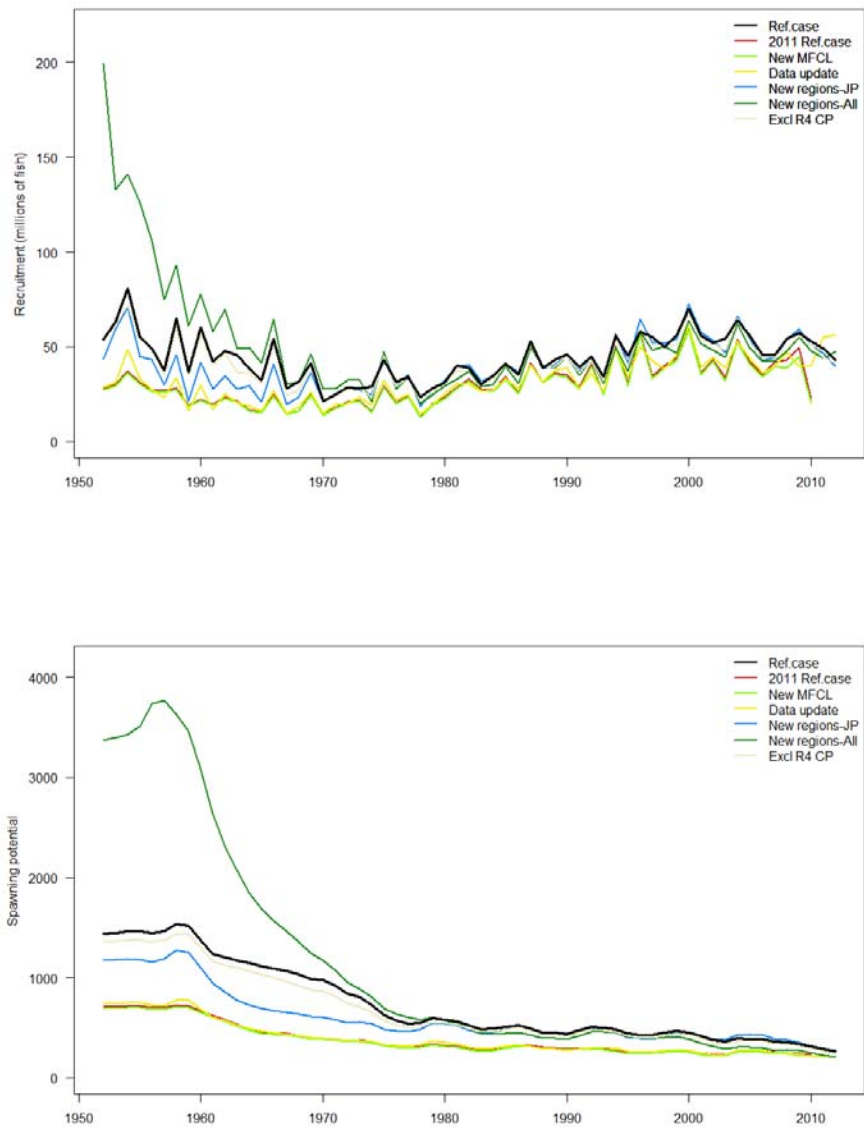 Ref.case
2011 Ref.case
New MFCL
Data update
New regions-JP
New regions-All
Excl R4 CP
200
150
100
50
0
Recruitment (millions of fish)
1950 1960 1970 1980 1990 2000 2010
Ref.case
2011 Ref.case
New MFCL
Data update
New regions-JP
New regions-All
Excl R4 CP
4000
3000
2000
1000
0
Spawning potential
1950 1960 1970 1980 1990 2000 2010